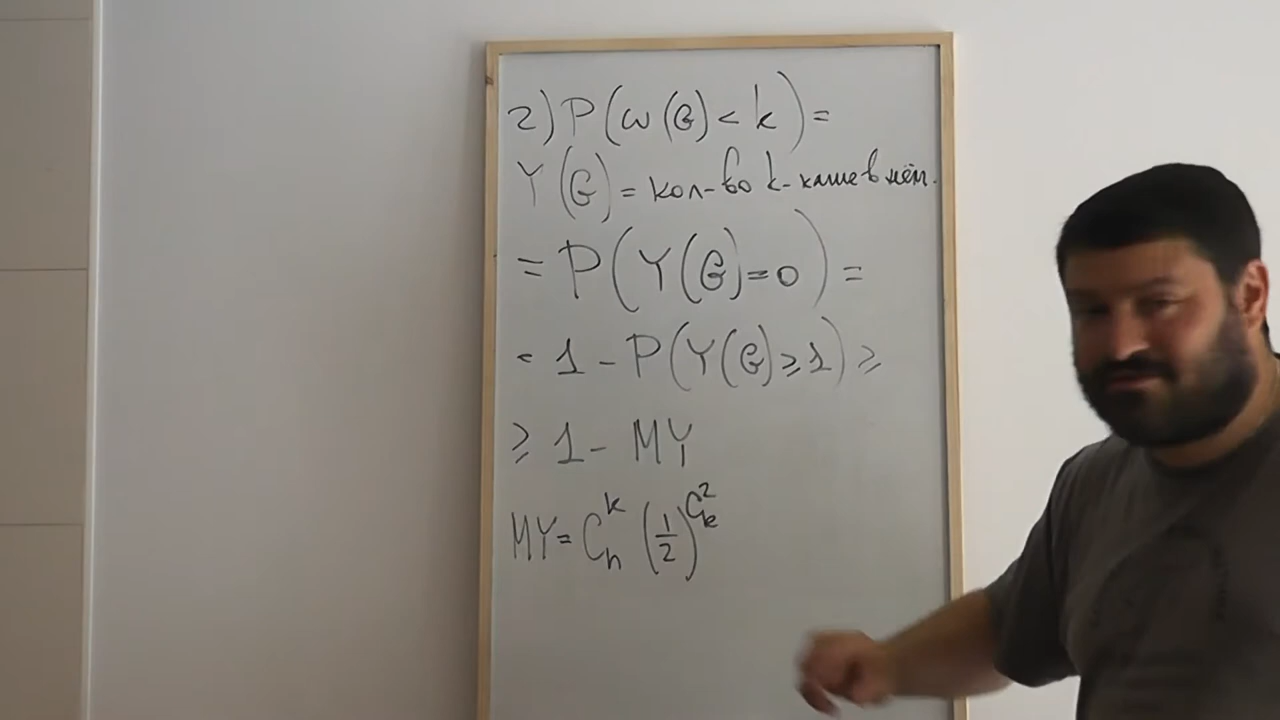 2) P(ω(G) < k) =
Y(G) = кол-во k-клик в нём.
= P(Y(G)=0) =
= 1 - P(Y(G)⩾1) ⩾
⩾ 1 - MY
MY = C_n^k (1/2)^{C_k^2}